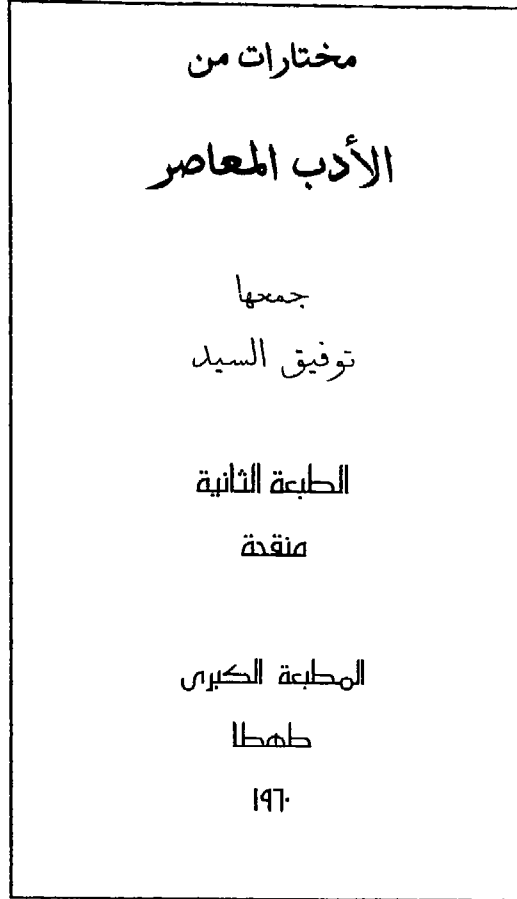 مختارات من
الأدب المعاصر
جمعها
توفيق السيد
الطبعة الثانية
منقحة
المطبعة الكبرى
طهطا
١٩٦٠